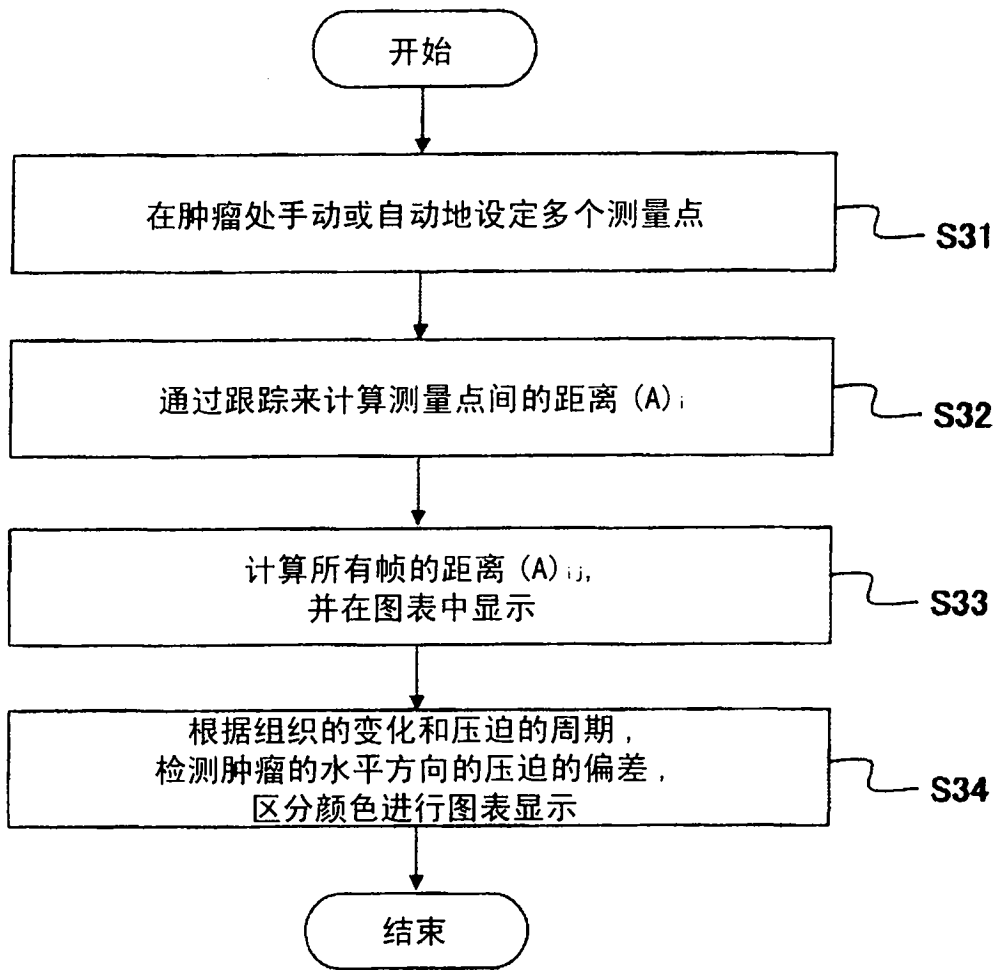 开始
在肿瘤处手动或自动地设定多个测量点
S31
通过跟踪来计算测量点间的距离 (A) i
S32
计算所有帧的距离 (A) ij,
并在图表中显示
S33
根据组织的变化和压迫的周期,
检测肿瘤的水平方向的压迫的偏差,
区分颜色进行图表显示
S34
结束